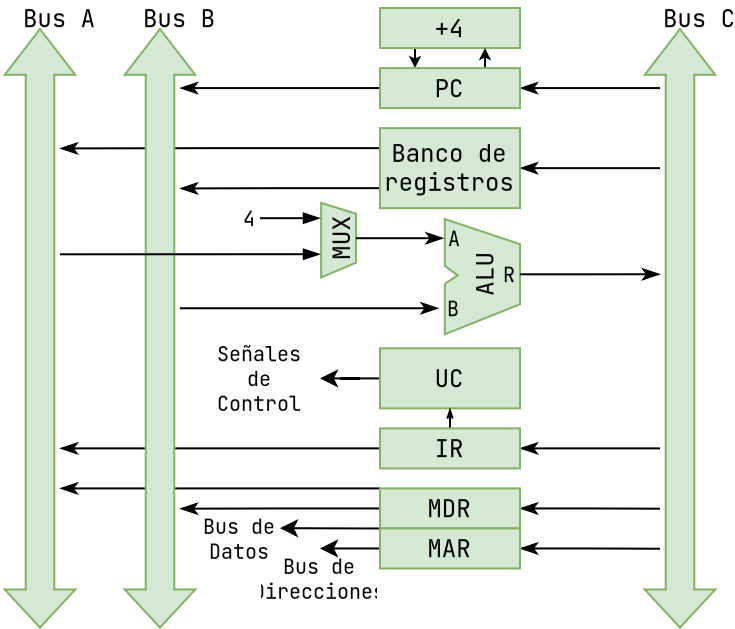 Bus A
Bus B
Bus C
+4
PC
Banco de
registros
4
MUX
A
ALU
R
B
Señales
de
Control
UC
IR
MDR
Bus de
Datos
MAR
Bus de
Direcciones